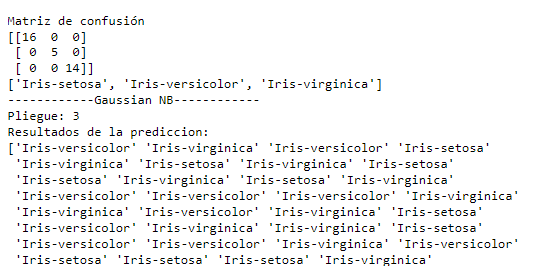 Matriz de confusión
[[16  0  0]
 [ 0  5  0]
 [ 0  0 14]]
['Iris-setosa', 'Iris-versicolor', 'Iris-virginica']
------------Gaussian NB------------
Pliegue: 3
Resultados de la prediccion:
['Iris-versicolor' 'Iris-virginica' 'Iris-versicolor' 'Iris-setosa'
 'Iris-virginica' 'Iris-setosa' 'Iris-virginica' 'Iris-setosa'
 'Iris-setosa' 'Iris-virginica' 'Iris-setosa' 'Iris-virginica'
 'Iris-versicolor' 'Iris-versicolor' 'Iris-versicolor' 'Iris-virginica'
 'Iris-virginica' 'Iris-versicolor' 'Iris-virginica' 'Iris-setosa'
 'Iris-versicolor' 'Iris-virginica' 'Iris-virginica' 'Iris-setosa'
 'Iris-versicolor' 'Iris-versicolor' 'Iris-virginica' 'Iris-versicolor'
 'Iris-setosa' 'Iris-setosa' 'Iris-setosa' 'Iris-virginica'